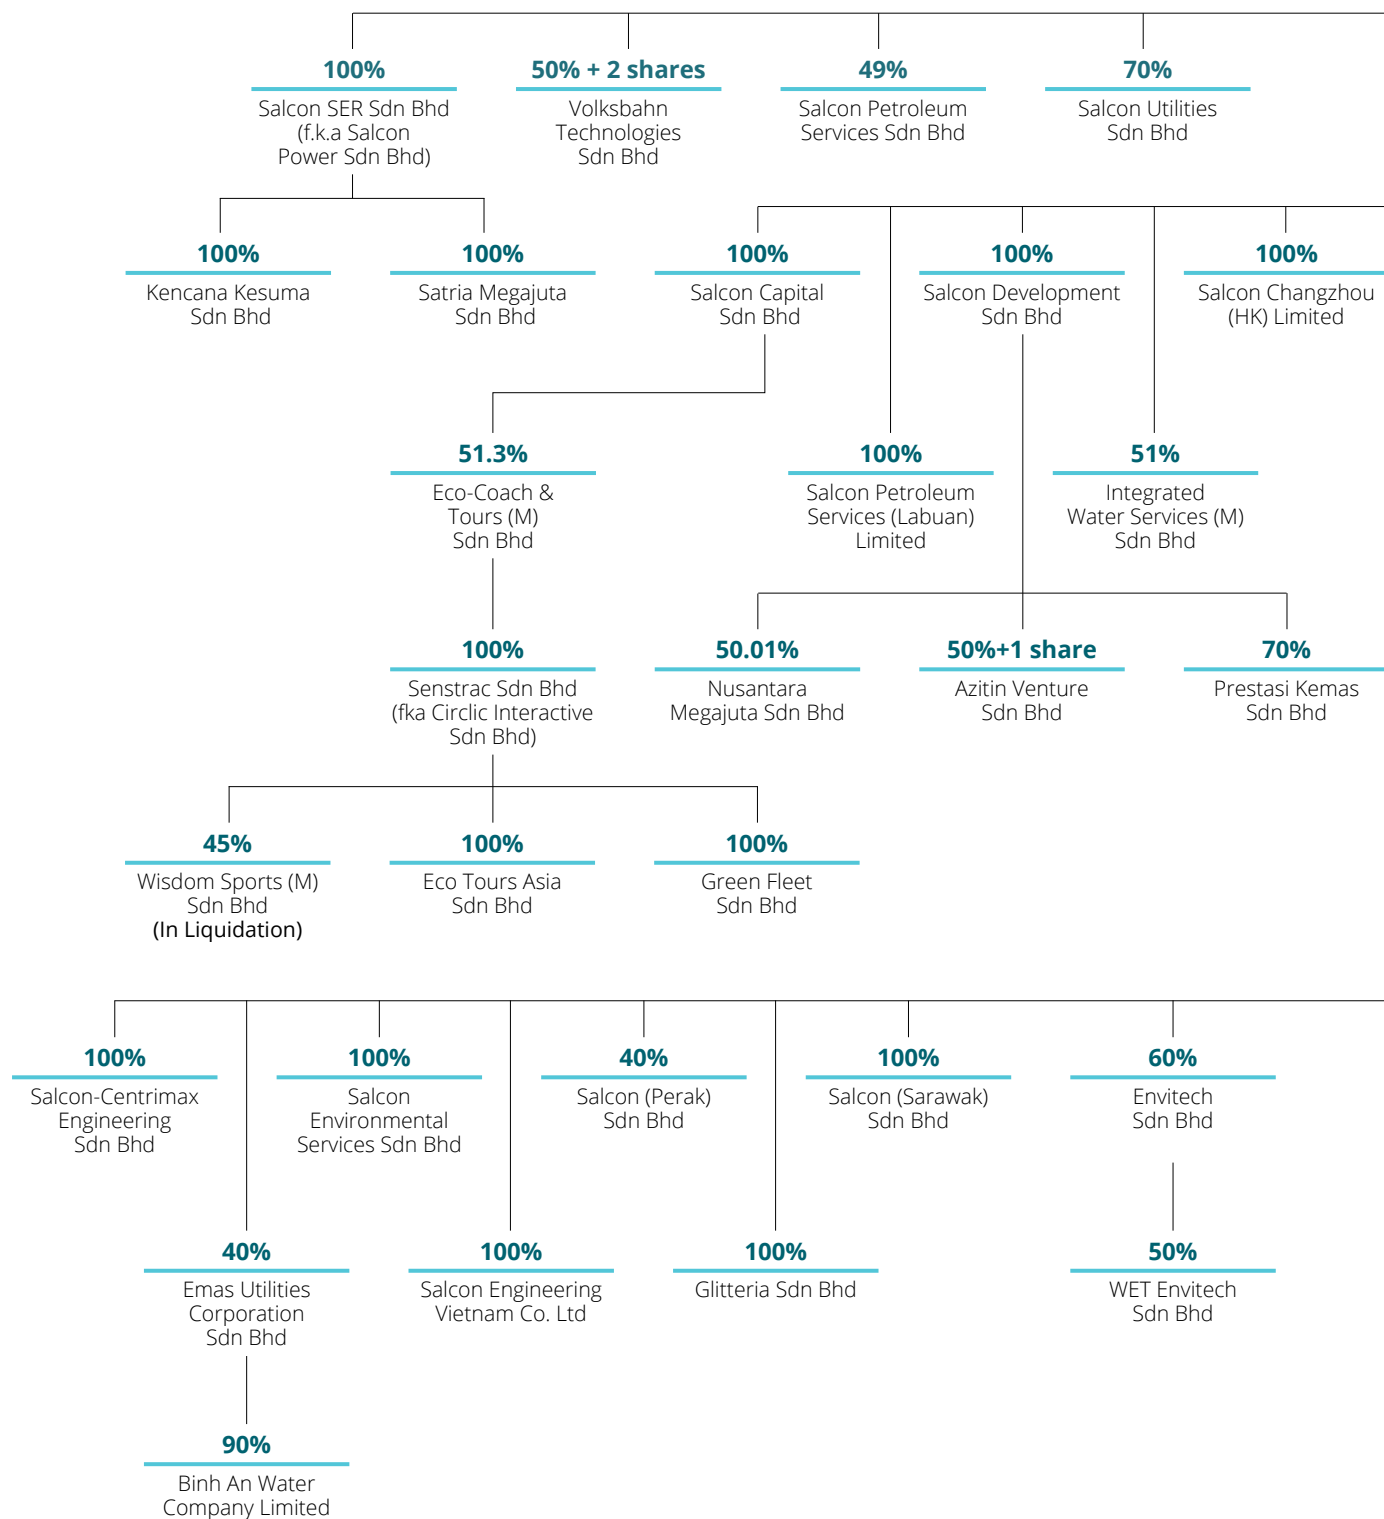 100%
Salcon SER Sdn Bhd
(f.k.a Salcon
Power Sdn Bhd)
50% + 2 shares
Volksbahn
Technologies
Sdn Bhd
49%
Salcon Petroleum
Services Sdn Bhd
70%
Salcon Utilities
Sdn Bhd
100%
Kencana Kesuma
Sdn Bhd
100%
Satria Megajuta
Sdn Bhd
100%
Salcon Capital
Sdn Bhd
100%
Salcon Development
Sdn Bhd
100%
Salcon Changzhou
(HK) Limited
51.3%
Eco-Coach &
Tours (M)
Sdn Bhd
100%
Salcon Petroleum
Services (Labuan)
Limited
51%
Integrated
Water Services (M)
Sdn Bhd
100%
Senstrac Sdn Bhd
(fka Circlic Interactive
Sdn Bhd)
50.01%
Nusantara
Megajuta Sdn Bhd
50%+1 share
Azitin Venture
Sdn Bhd
70%
Prestasi Kemas
Sdn Bhd
45%
Wisdom Sports (M)
Sdn Bhd
(In Liquidation)
100%
Eco Tours Asia
Sdn Bhd
100%
Green Fleet
Sdn Bhd
100%
Salcon-Centrimax
Engineering
Sdn Bhd
100%
Salcon
Environmental
Services Sdn Bhd
40%
Salcon (Perak)
Sdn Bhd
100%
Salcon (Sarawak)
Sdn Bhd
60%
Envitech
Sdn Bhd
40%
Emas Utilities
Corporation
Sdn Bhd
100%
Salcon Engineering
Vietnam Co. Ltd
100%
Glitteria Sdn Bhd
50%
WET Envitech
Sdn Bhd
90%
Binh An Water
Company Limited